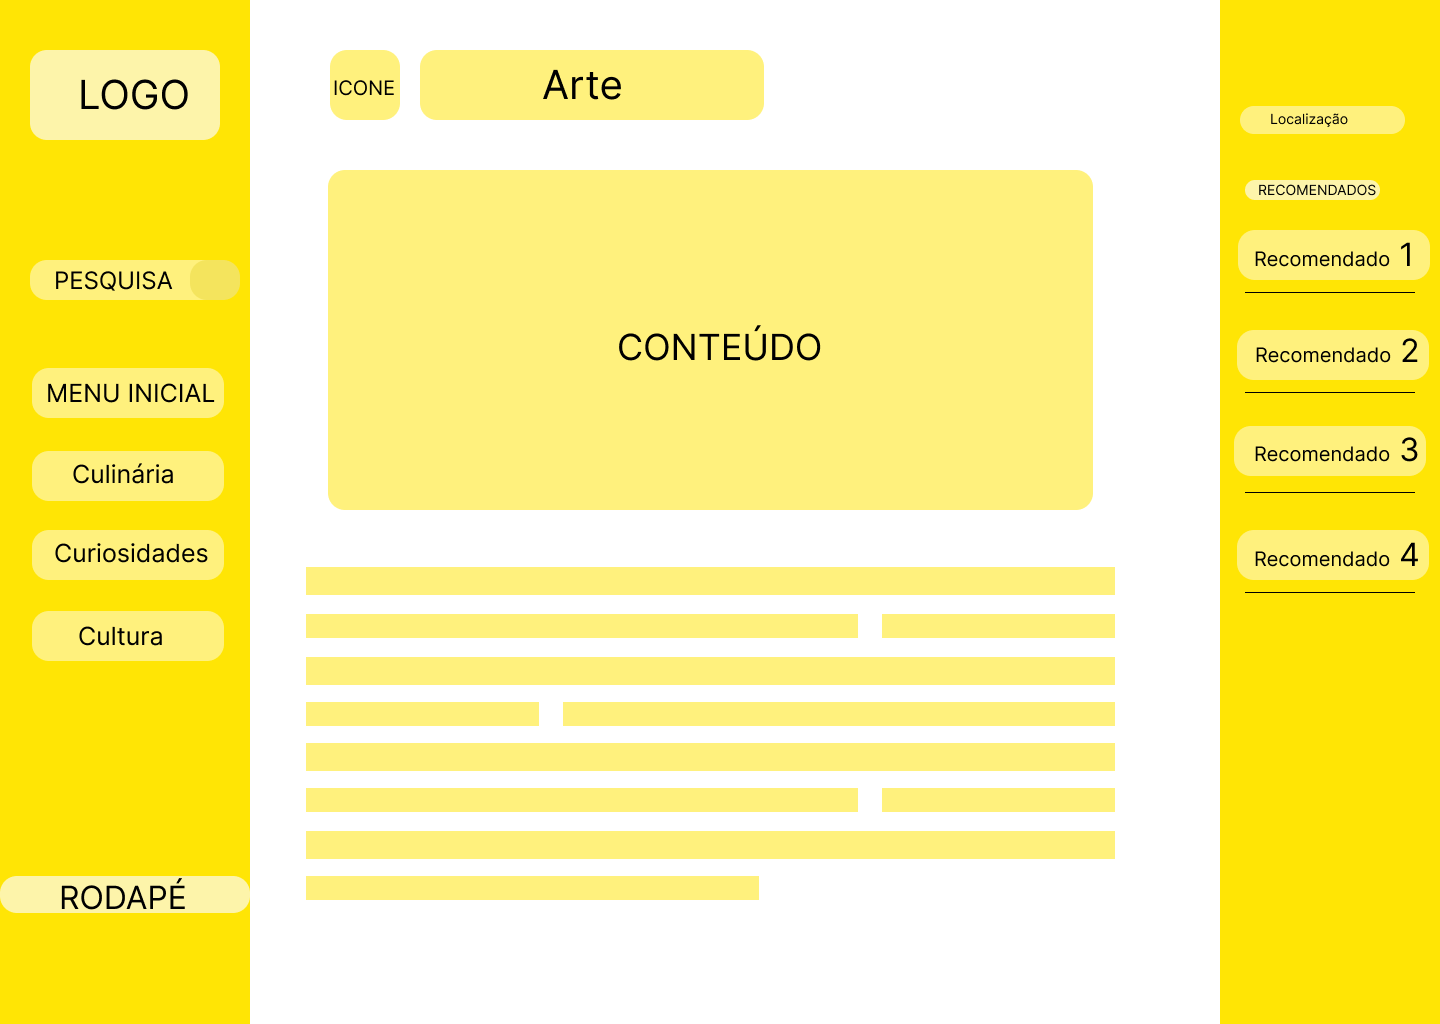 LOGO
PESQUISA
MENU INICIAL
Culinária
Curiosidades
Cultura
RODAPÉ
ICONE
Arte
CONTEÚDO
Localização
RECOMENDADOS
Recomendado 1
Recomendado 2
Recomendado 3
Recomendado 4